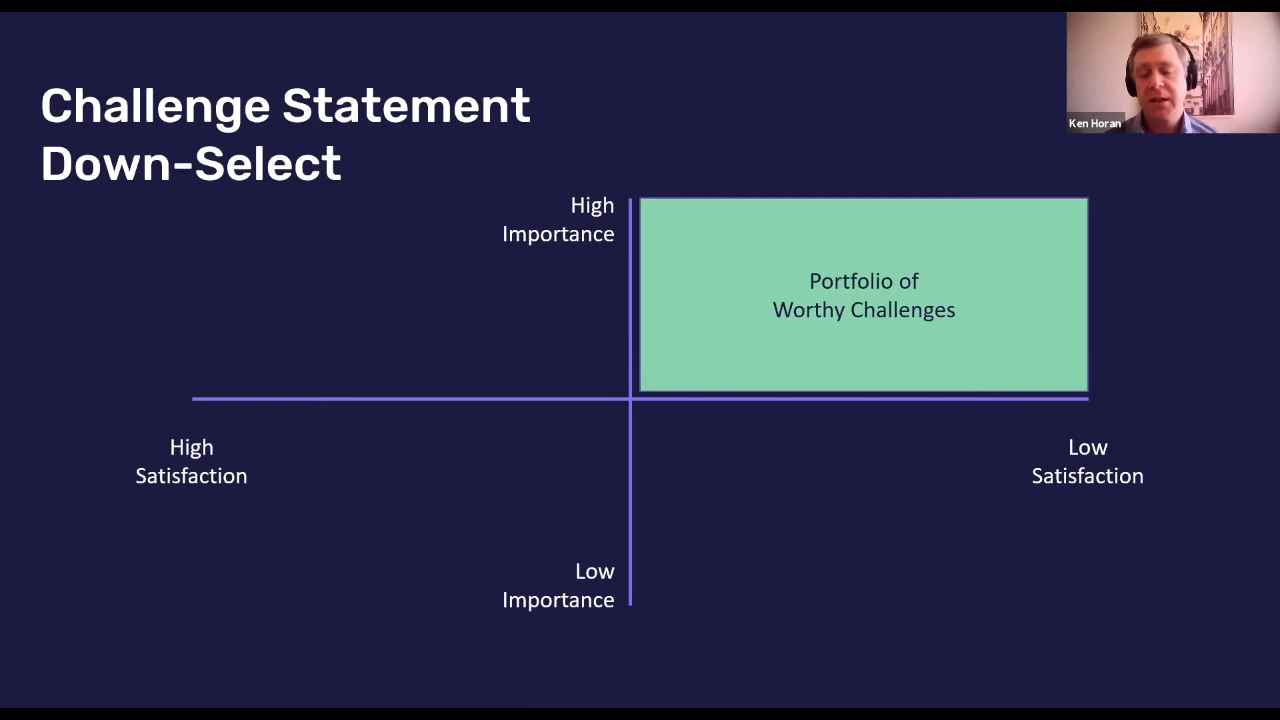 Challenge Statement
Down-Select
Ken Horan
High
Importance
Portfolio of
Worthy Challenges
High
Satisfaction
Low
Satisfaction
Low
Importance